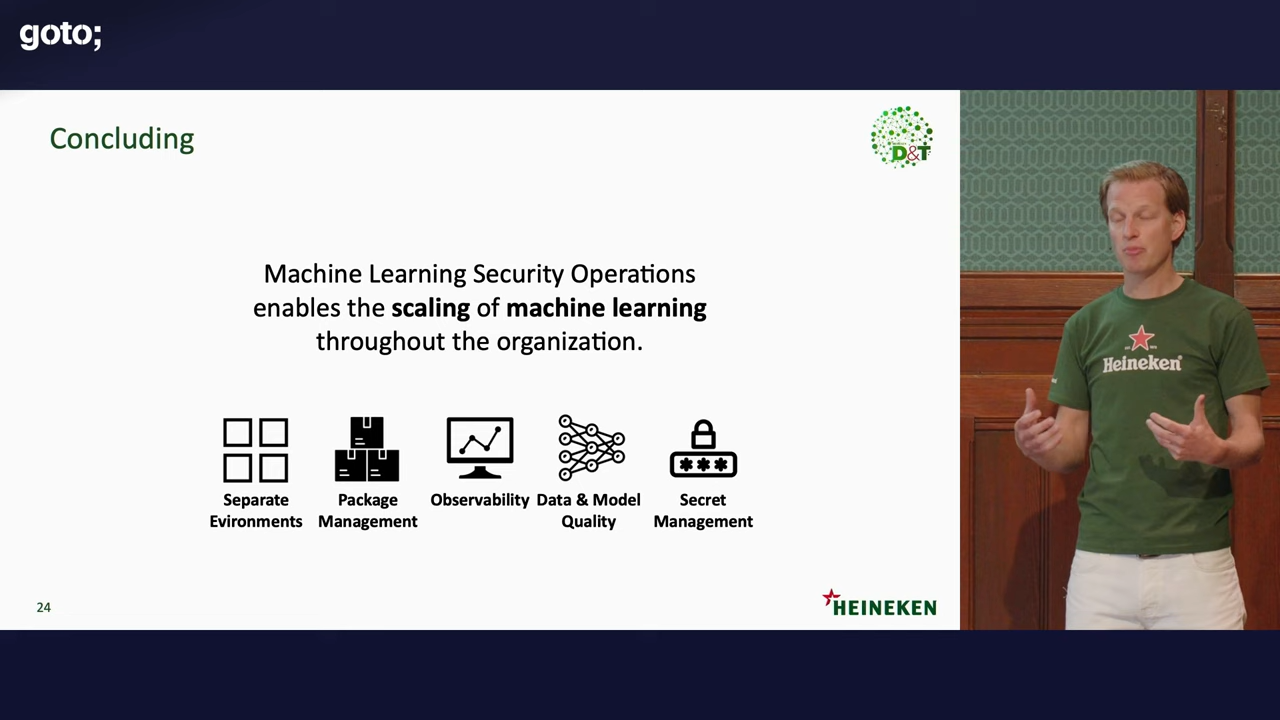 goto;
Concluding
D&T
Machine Learning Security Operations
enables the scaling of machine learning
throughout the organization.
***
Separate
Evironments
Package
Management
Observability
Data & Model
Quality
Secret
Management
24
HEINEKEN
Heineken